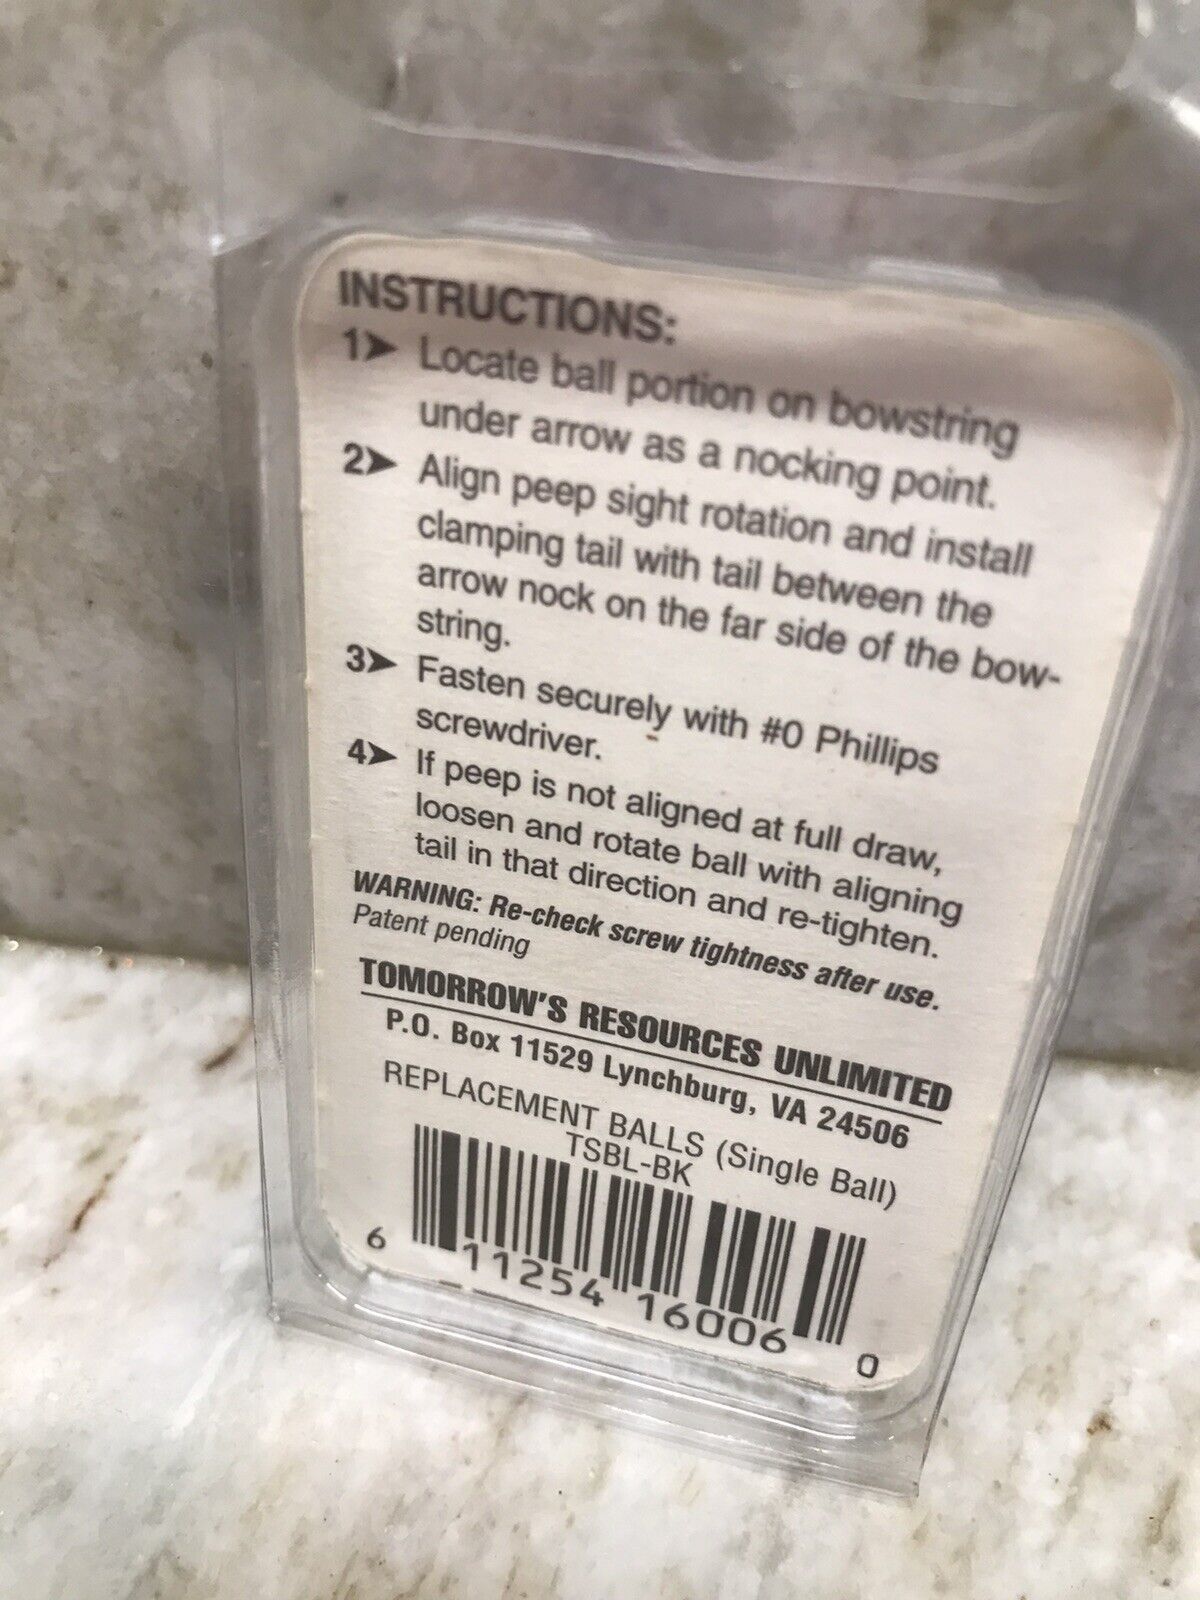 INSTRUCTIONS:
1➤ Locate ball portion on bowstring
under arrow as a nocking point.
2➤ Align peep sight rotation and install
clamping tail with tail between the
arrow nock on the far side of the bow-
string.
3➤ Fasten securely with #0 Phillips
screwdriver.
4➤ If peep is not aligned at full draw,
loosen and rotate ball with aligning
tail in that direction and re-tighten.
WARNING: Re-check screw tightness after use.
Patent pending
TOMORROW'S RESOURCES UNLIMITED
P.O. Box 11529 Lynchburg, VA 24506
REPLACEMENT BALLS (Single Ball)
TSBL-BK
6 11254 16006 0